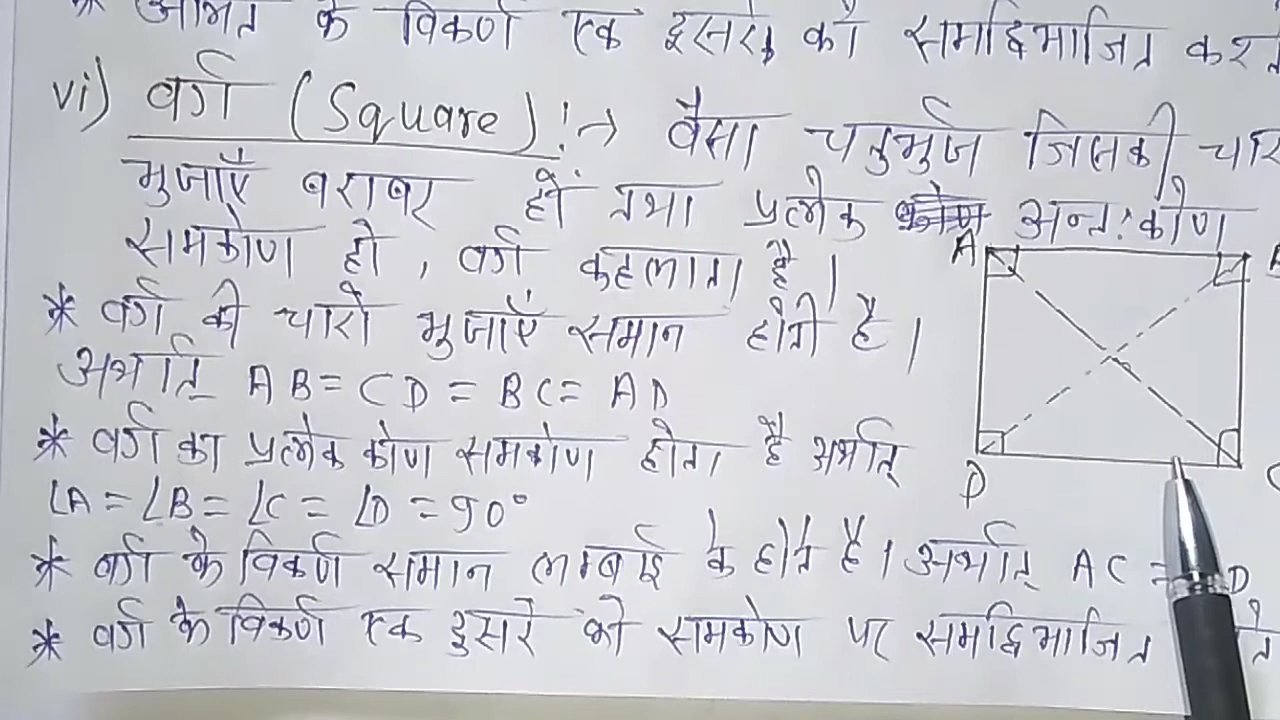 * आयत के विकर्ण एक दुसरे को समद्विभाजित करते
vi) वर्ग (Square) :→ वैसा चतुर्भुज जिसकी चारो
भुजाएँ बराबर हों तथा प्रत्येक अन्तः कोण
समकोण हो, वर्ग कहलाता है।
A
* वर्ग की चारो भुजाएँ समान होती है।
अर्थात् AB = CD = BC = AD
* वर्ग का प्रत्येक कोण समकोण होता है अर्थात्
D
∠A = ∠B = ∠C = ∠D = 90°
* वर्ग के विकर्ण समान लम्बाई के होते है। अर्थात् AC = D
* वर्ग के विकर्ण एक दुसरे को समकोण पर समद्विभाजित